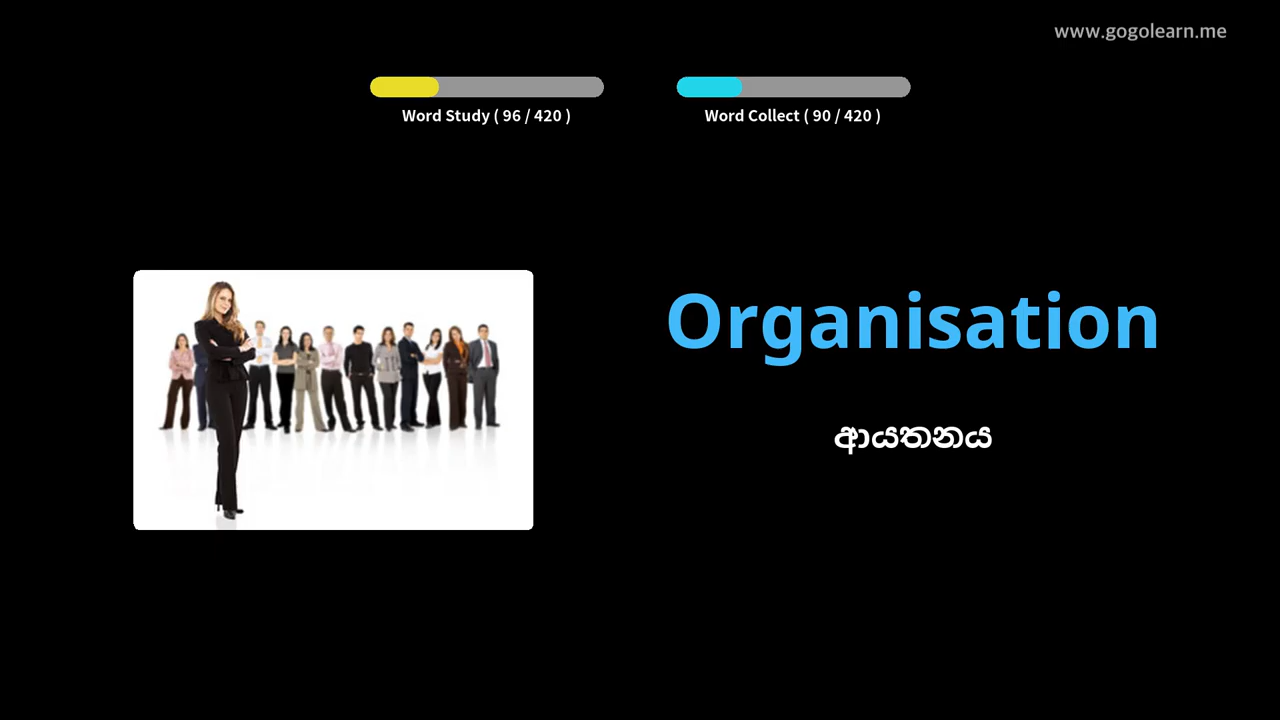 www.gogolearn.me
Word Study ( 96 / 420 )
Word Collect ( 90 / 420 )
Organisation
ආයතනය